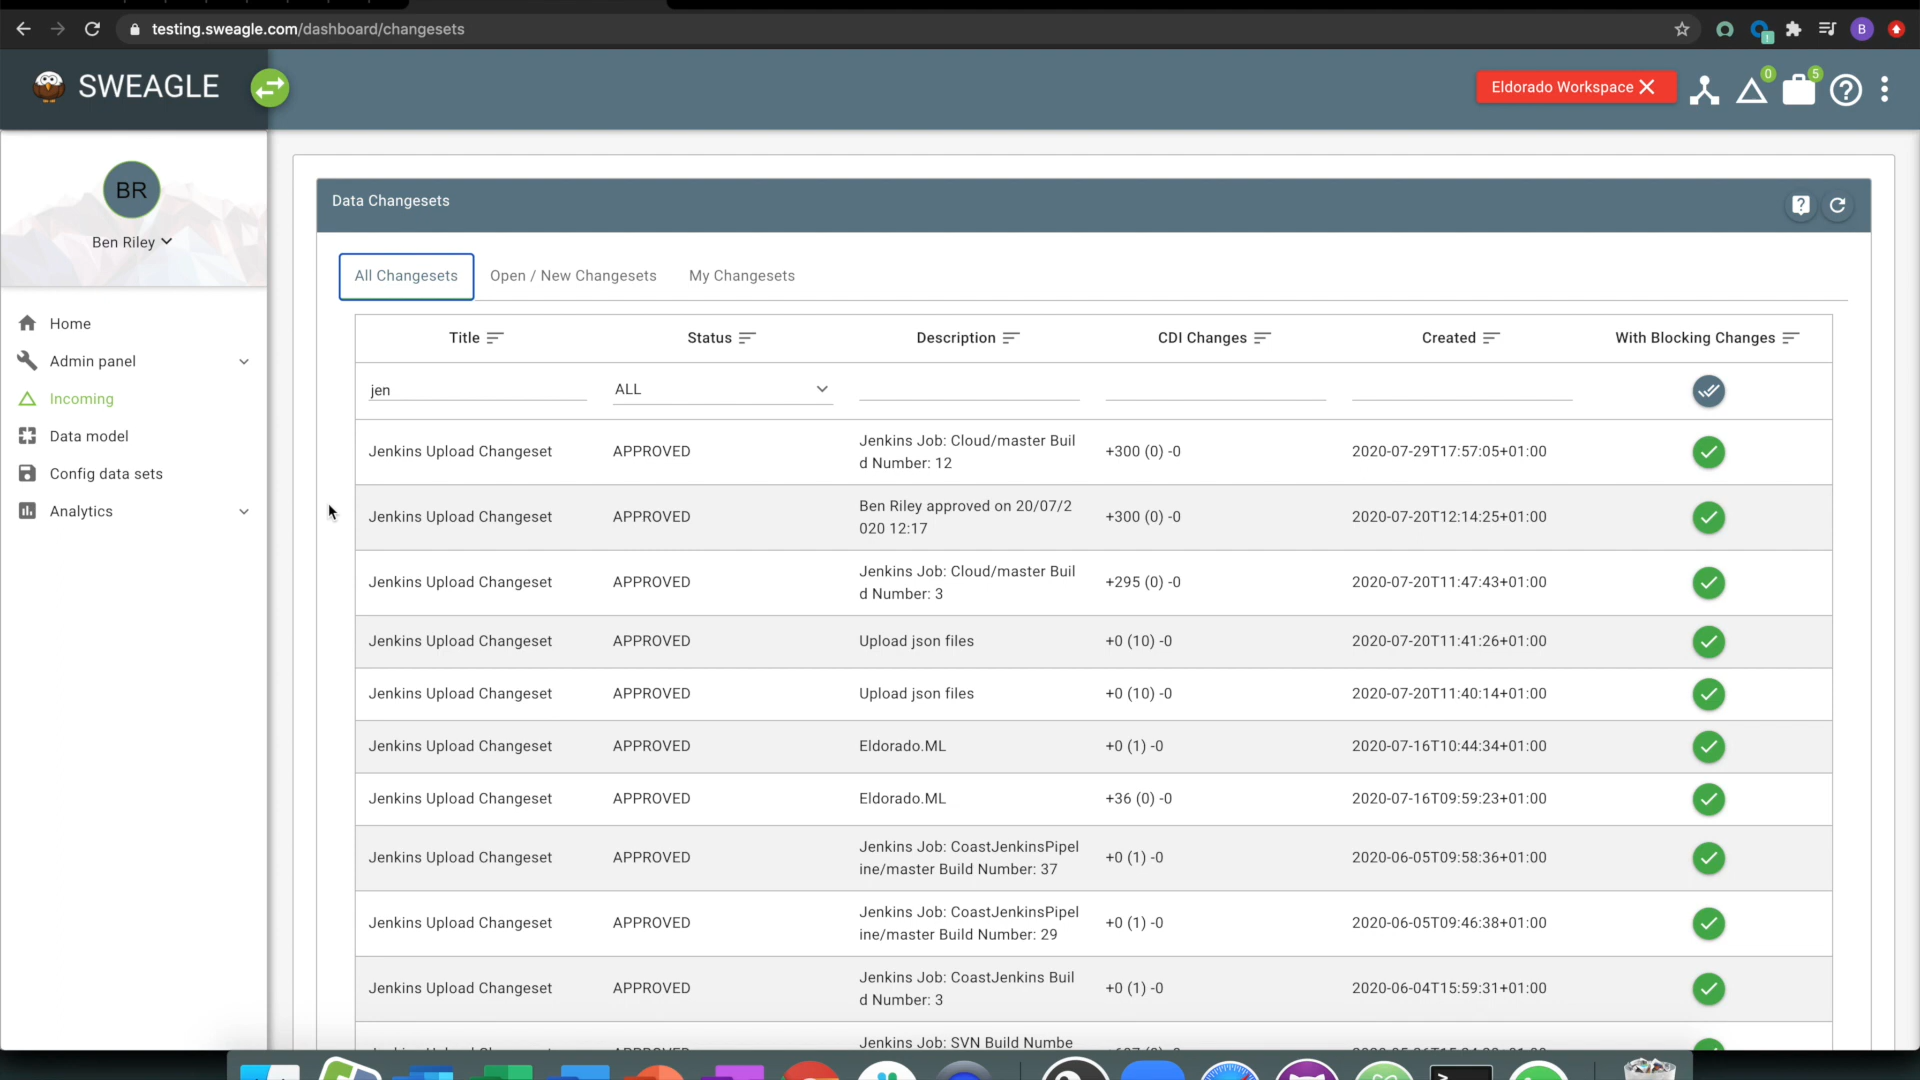 testing.sweagle.com/dashboard/changesets
B
SWEAGLE
Eldorado Workspace
0
5
BR
Ben Riley
Home
Admin panel
Incoming
Data model
Config data sets
Analytics
Data Changesets
All Changesets
Open / New Changesets
My Changesets
Title
Status
Description
CDI Changes
Created
With Blocking Changes
jen
ALL
Jenkins Upload Changeset
APPROVED
Jenkins Job: Cloud/master Buil
d Number: 12
+300 (0) -0
2020-07-29T17:57:05+01:00
Jenkins Upload Changeset
APPROVED
Ben Riley approved on 20/07/2
020 12:17
+300 (0) -0
2020-07-20T12:14:25+01:00
Jenkins Upload Changeset
APPROVED
Jenkins Job: Cloud/master Buil
d Number: 3
+295 (0) -0
2020-07-20T11:47:43+01:00
Jenkins Upload Changeset
APPROVED
Upload json files
+0 (10) -0
2020-07-20T11:41:26+01:00
Jenkins Upload Changeset
APPROVED
Upload json files
+0 (10) -0
2020-07-20T11:40:14+01:00
Jenkins Upload Changeset
APPROVED
Eldorado.ML
+0 (1) -0
2020-07-16T10:44:34+01:00
Jenkins Upload Changeset
APPROVED
Eldorado.ML
+36 (0) -0
2020-07-16T09:59:23+01:00
Jenkins Upload Changeset
APPROVED
Jenkins Job: CoastJenkinsPipel
ine/master Build Number: 37
+0 (1) -0
2020-06-05T09:58:36+01:00
Jenkins Upload Changeset
APPROVED
Jenkins Job: CoastJenkinsPipel
ine/master Build Number: 29
+0 (1) -0
2020-06-05T09:46:38+01:00
Jenkins Upload Changeset
APPROVED
Jenkins Job: CoastJenkins Buil
d Number: 3
+0 (1) -0
2020-06-04T15:59:31+01:00
Jenkins Job: SVN Build Numbe